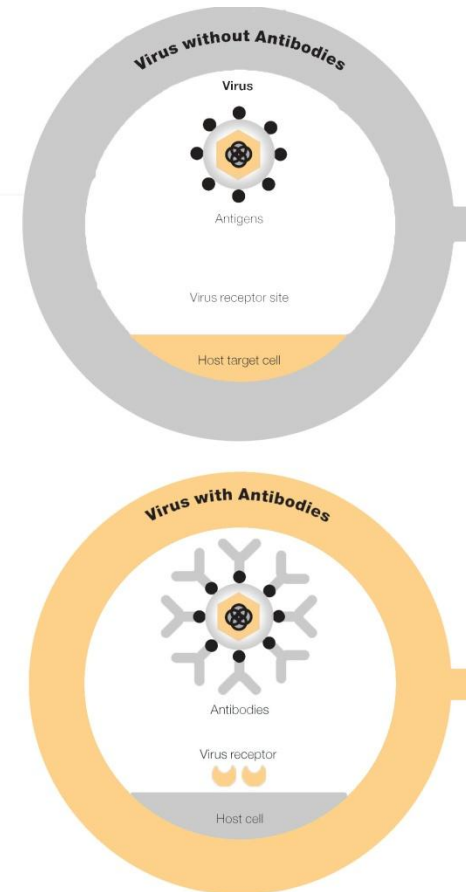 Virus without Antibodies
Virus
Antigens
Virus receptor site
Host target cell
Virus with Antibodies
Antibodies
Virus receptor
Host cell